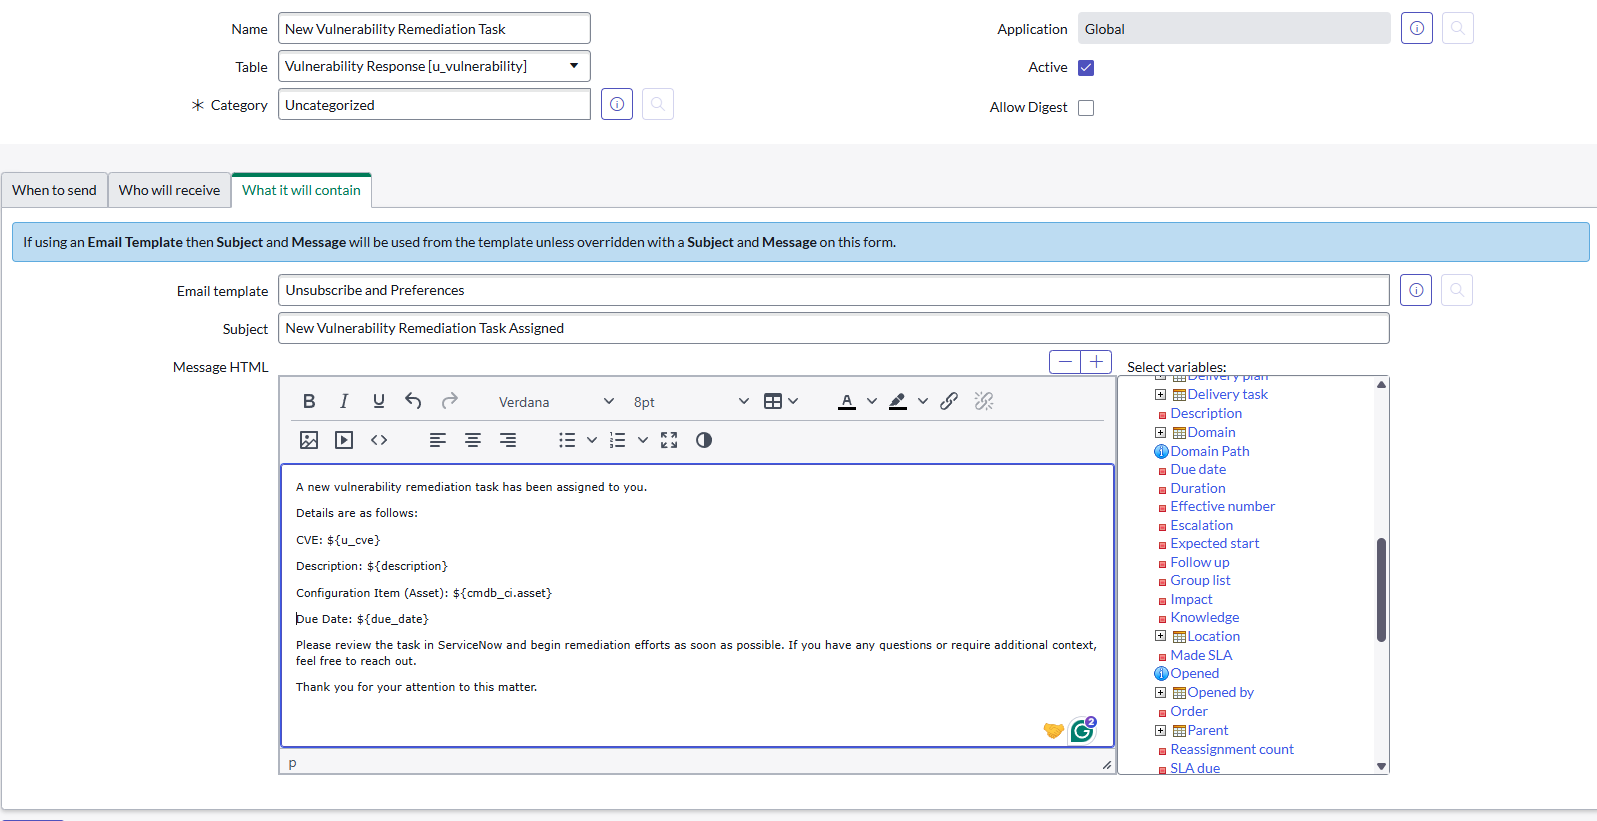 Name New Vulnerability Remediation Task Application Global
Table Vulnerability Response [u_vulnerability] Active
Category Uncategorized Allow Digest
When to send Who will receive What it will contain
If using an Email Template then Subject and Message will be used from the template unless overridden with a Subject and Message on this form.
Email template Unsubscribe and Preferences
Subject New Vulnerability Remediation Task Assigned
Message HTML
B I U Verdana 8pt A
A new vulnerability remediation task has been assigned to you.
Details are as follows:
CVE: ${u_cve}
Description: ${description}
Configuration Item (Asset): ${cmdb_ci.asset}
Due Date: ${due_date}
Please review the task in ServiceNow and begin remediation efforts as soon as possible. If you have any questions or require additional context,
feel free to reach out.
Thank you for your attention to this matter.
2
p
Select variables:
Delivery plan
Delivery task
Description
Domain
Domain Path
Due date
Duration
Effective number
Escalation
Expected start
Follow up
Group list
Impact
Knowledge
Location
Made SLA
Opened
Opened by
Order
Parent
Reassignment count
SLA due